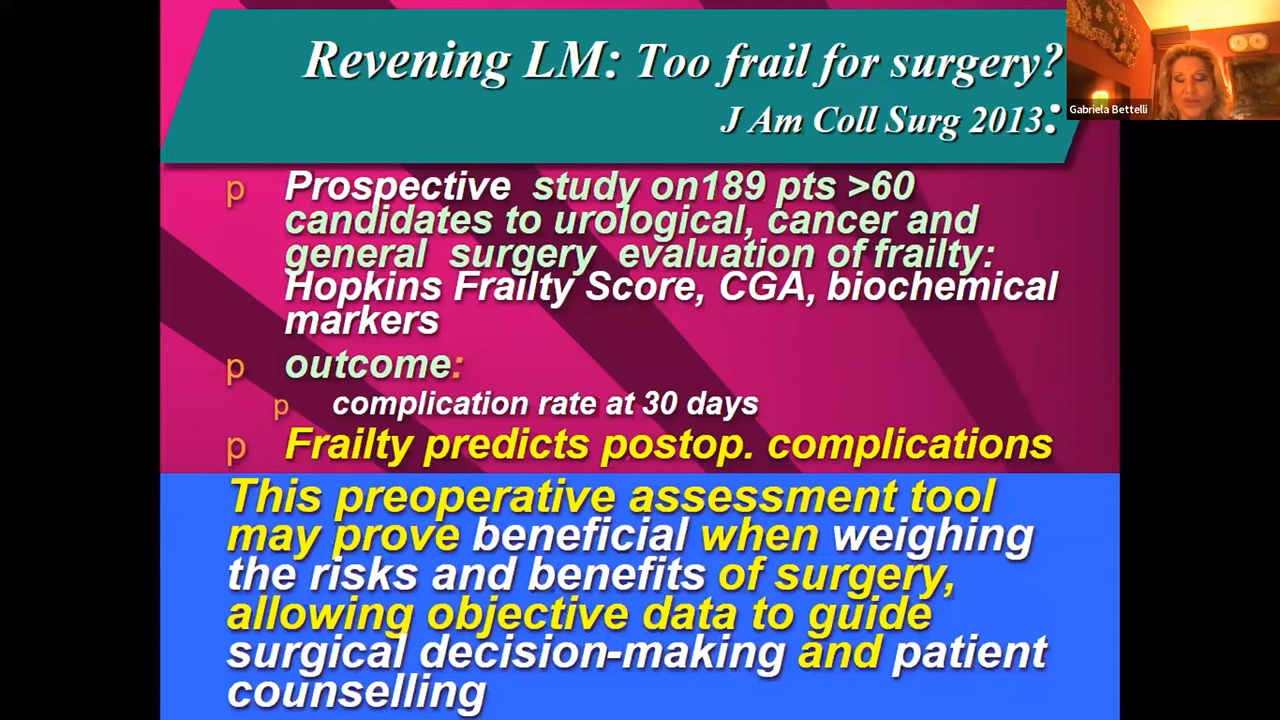 Revening LM: Too frail for surgery?
J Am Coll Surg 2013:
Gabriela Bettelli
p Prospective study on189 pts >60
candidates to urological, cancer and
general surgery evaluation of frailty:
Hopkins Frailty Score, CGA, biochemical
markers
p outcome:
p complication rate at 30 days
p Frailty predicts postop. complications
This preoperative assessment tool
may prove beneficial when weighing
the risks and benefits of surgery,
allowing objective data to guide
surgical decision-making and patient
counselling